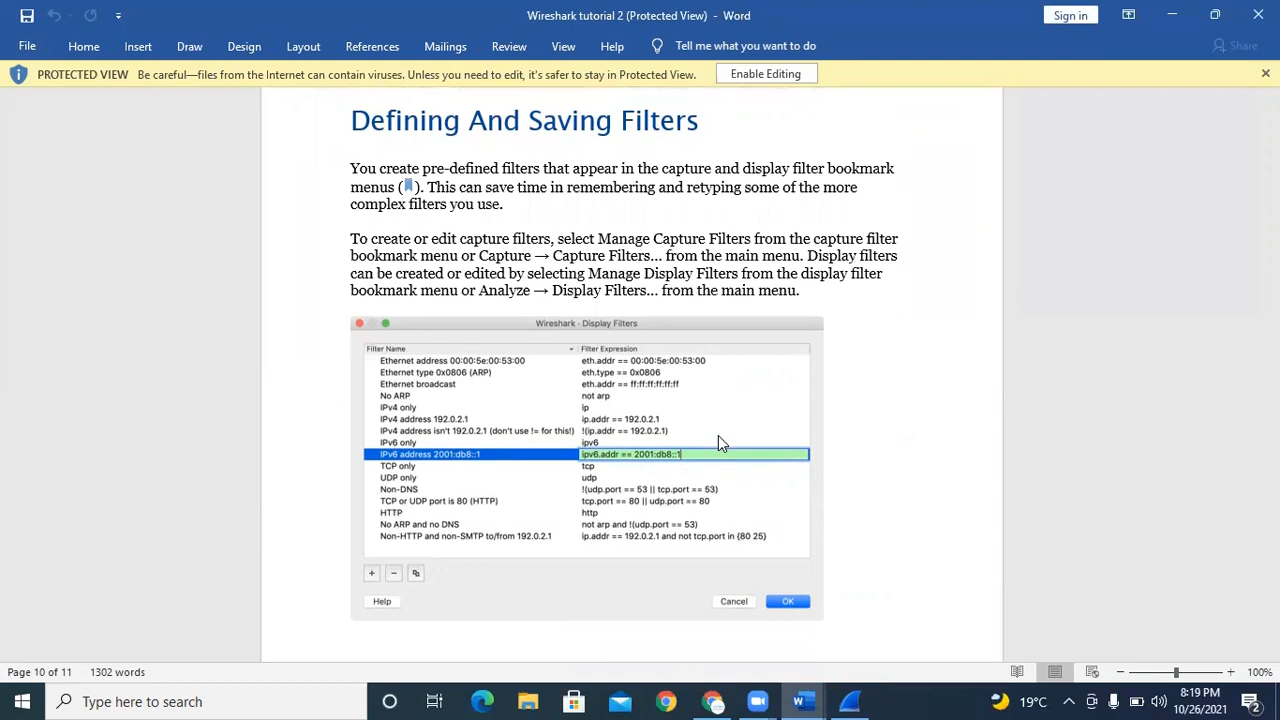 Wireshark tutorial 2 (Protected View) - Word
Sign in
File Home Insert Draw Design Layout References Mailings Review View Help Tell me what you want to do Share
PROTECTED VIEW Be careful—files from the Internet can contain viruses. Unless you need to edit, it's safer to stay in Protected View. Enable Editing
Defining And Saving Filters
You create pre-defined filters that appear in the capture and display filter bookmark
menus ( ). This can save time in remembering and retyping some of the more
complex filters you use.
To create or edit capture filters, select Manage Capture Filters from the capture filter
bookmark menu or Capture → Capture Filters… from the main menu. Display filters
can be created or edited by selecting Manage Display Filters from the display filter
bookmark menu or Analyze → Display Filters… from the main menu.
Wireshark - Display Filters
Filter Name Filter Expression
Ethernet address 00:00:5e:00:53:00 eth.addr == 00:00:5e:00:53:00
Ethernet type 0x0806 (ARP) eth.type == 0x0806
Ethernet broadcast eth.addr == ff:ff:ff:ff:ff:ff
No ARP not arp
IPv4 only ip
IPv4 address 192.0.2.1 ip.addr == 192.0.2.1
IPv4 address isn't 192.0.2.1 (don't use != for this!) !(ip.addr == 192.0.2.1)
IPv6 only ipv6
IPv6 address 2001:db8::1 ipv6.addr == 2001:db8::1
TCP only tcp
UDP only udp
Non-DNS !(udp.port == 53 || tcp.port == 53)
TCP or UDP port is 80 (HTTP) tcp.port == 80 || udp.port == 80
HTTP http
No ARP and no DNS not arp and !(udp.port == 53)
Non-HTTP and non-SMTP to/from 192.0.2.1 ip.addr == 192.0.2.1 and not tcp.port in {80 25}
Help Cancel OK
Page 10 of 11 1302 words 100%
Type here to search
19°C
8:19 PM
10/26/2021
2